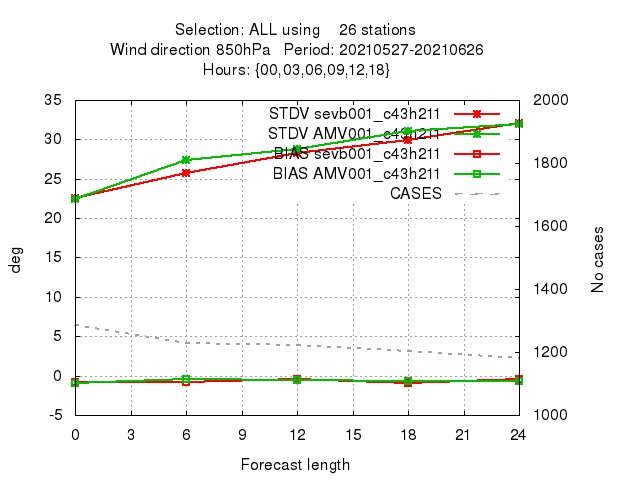 Selection: ALL using 26 stations
Wind direction 850hPa Period: 20210527-20210626
Hours: {00,03,06,09,12,18}
35 2000
STDV sevb001_c43h211
STDV AMV001_c43h211
30
BIAS sevb001_c43h211
1800
BIAS AMV001_c43h211
25
CASES
20
1600
deg
No cases
15
1400
10
5
1200
0
-5 1000
0 3 6 9 12 15 18 21 24
Forecast length